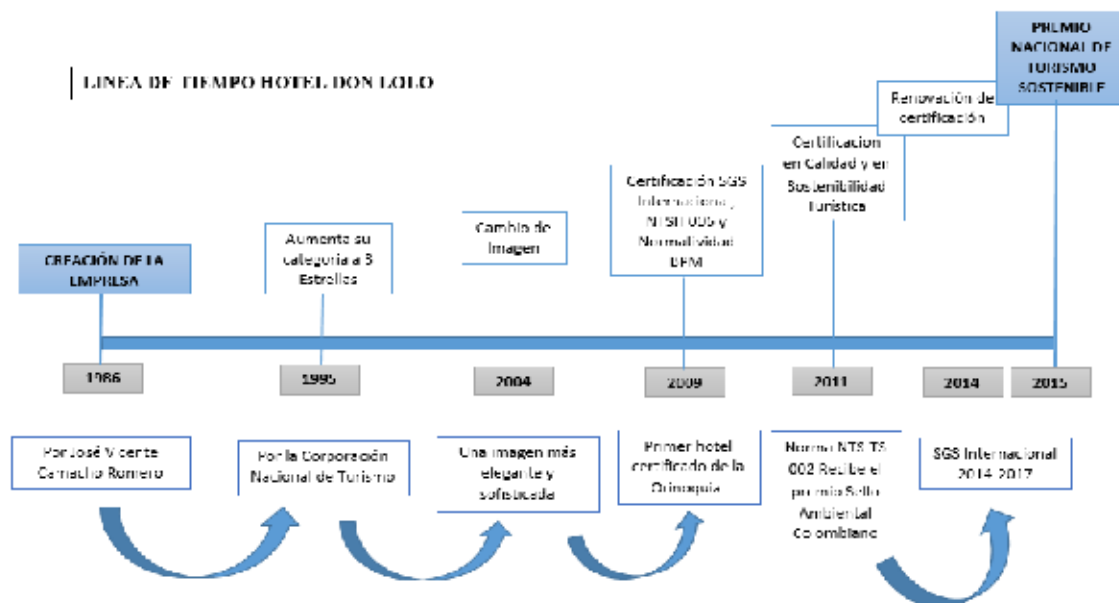 LINEA DE TIEMPO HOTEL DON LOLO
PREMIO
NACIONAL DE
TURISMO
SOSTENIBLE
Renovación de
certificación
Certificacion
en Calidad y en
Sostenibilidad
Turística
Certificación SGS
Internacional,
NTSH 006 y
Normatividad
BPM
Cambio de
Imagen
Aumenta su
categoria a 3
Estrellas
CREACIÓN DE LA
EMPRESA
1986
1995
2004
2009
2011
2014
2015
Por José Vicente
Camacho Romero
Por la Corporación
Nacional de Turismo
Una imagen más
elegante y
sofisticada
Primer hotel
certificado de la
Orinoquia
Norma NTS TS
002 Recibe el
premio Sello
Ambiental
Colombiano
SGS Internacional
2014-2017